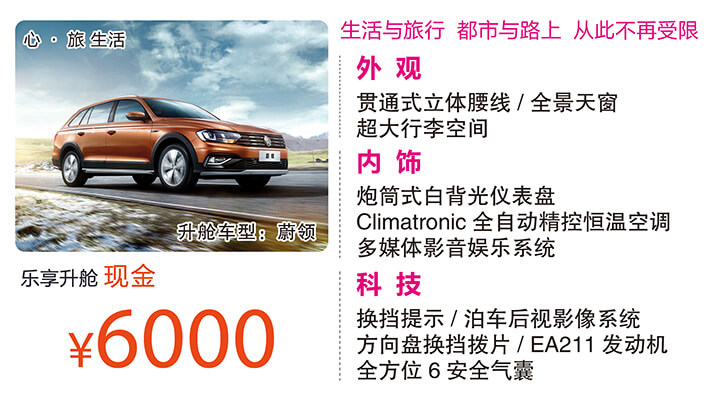 心·旅 生活
升舱车型：蔚领
乐享升舱 现金
¥6000
生活与旅行 都市与路上 从此不再受限
外 观
贯通式立体腰线 / 全景天窗
超大行李空间
内 饰
炮筒式白背光仪表盘
Climatronic 全自动精控恒温空调
多媒体影音娱乐系统
科 技
换挡提示 / 泊车后视影像系统
方向盘换挡拨片 / EA211 发动机
全方位 6 安全气囊